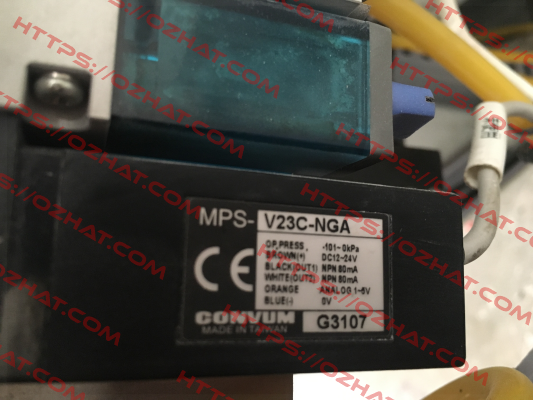 MPS- V23C-NGA
OP.PRESS. -101~0kPa
BROWN(+) DC12~24V
BLACK(OUT1) NPN 80mA
WHITE(OUT2) NPN 80mA
ORANGE ANALOG 1~5V
BLUE(-) 0V
CE
CONVUM G3107
MADE IN TAIWAN
HTTPS://OZHAT.COM